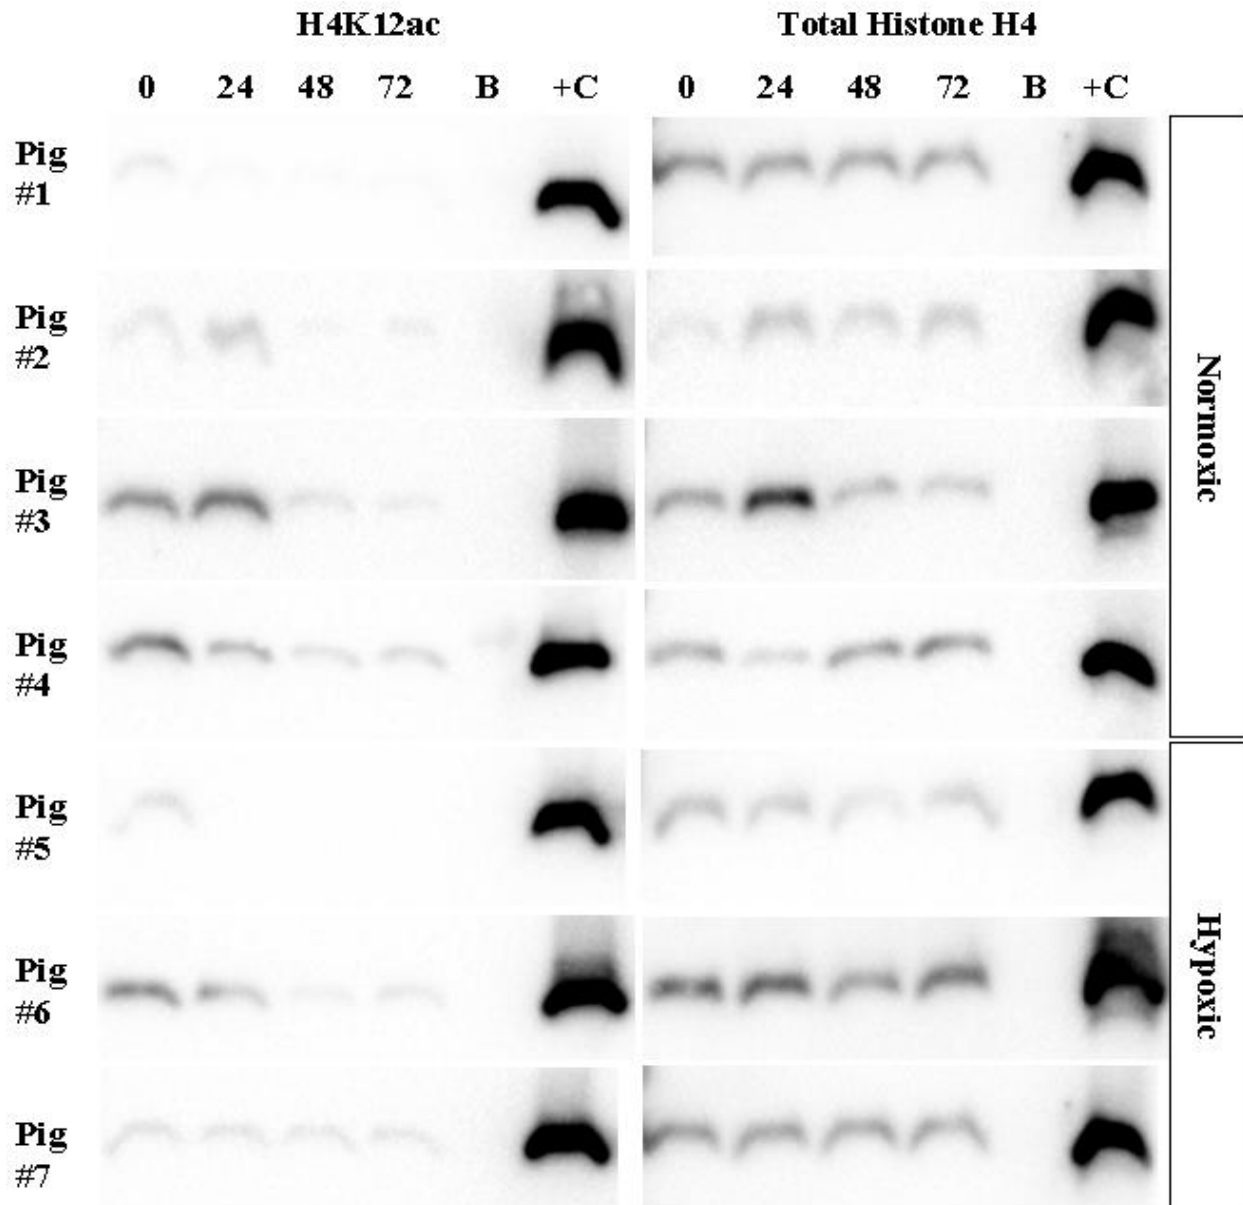 H4K12ac Total Histone H4
0 24 48 72 B +C 0 24 48 72 B +C
Pig
#1
Pig
#2
Pig
#3
Pig
#4
Normoxic
Pig
#5
Pig
#6
Pig
#7
Hypoxic